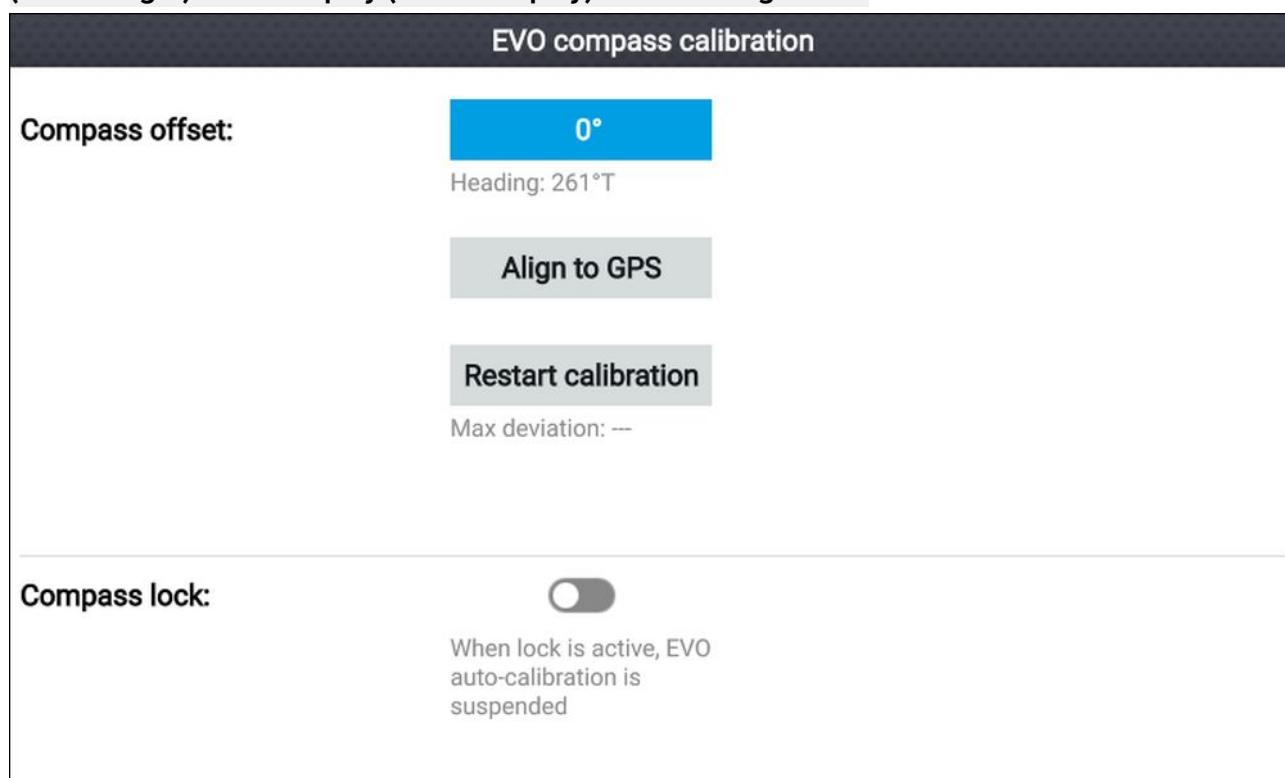 EVO compass calibration
Compass offset:
0°
Heading: 261°T
Align to GPS
Restart calibration
Max deviation: ---
Compass lock:
When lock is active, EVO
auto-calibration is
suspended